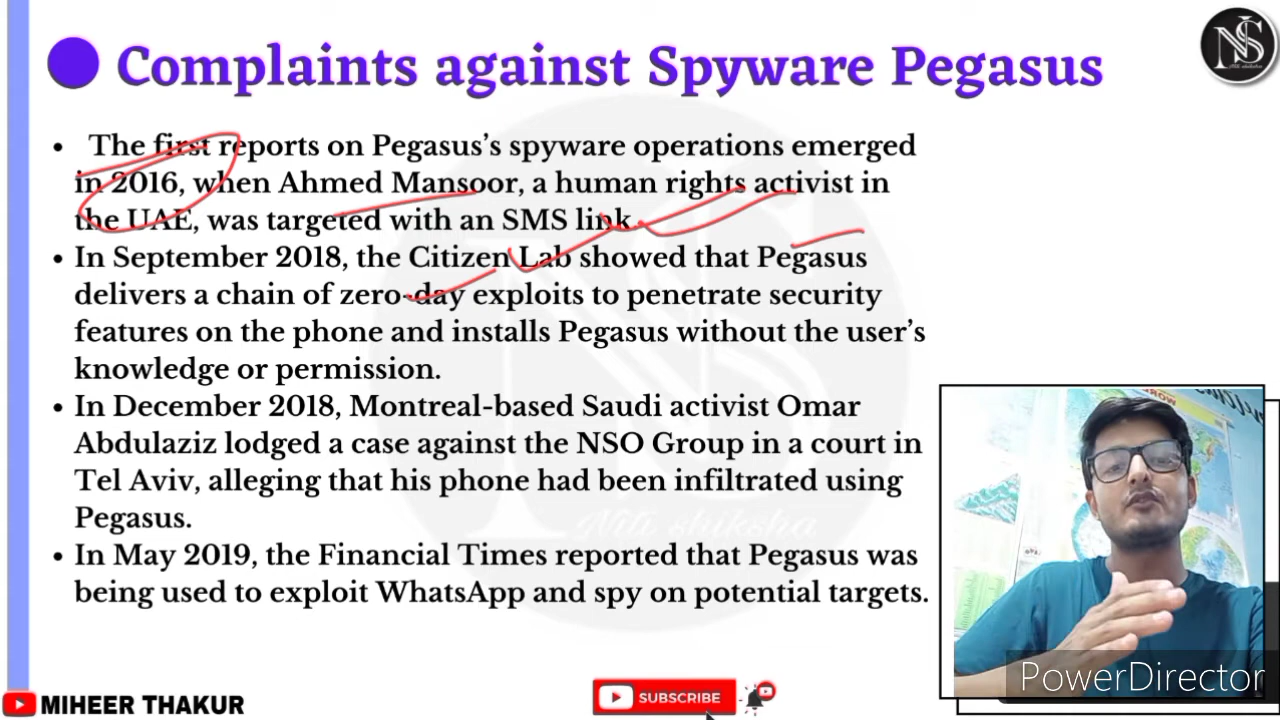 Complaints against Spyware Pegasus
NS
• The first reports on Pegasus’s spyware operations emerged
in 2016, when Ahmed Mansoor, a human rights activist in
the UAE, was targeted with an SMS link.
• In September 2018, the Citizen Lab showed that Pegasus
delivers a chain of zero-day exploits to penetrate security
features on the phone and installs Pegasus without the user’s
knowledge or permission.
• In December 2018, Montreal-based Saudi activist Omar
Abdulaziz lodged a case against the NSO Group in a court in
Tel Aviv, alleging that his phone had been infiltrated using
Pegasus.
Niti shiksha
• In May 2019, the Financial Times reported that Pegasus was
being used to exploit WhatsApp and spy on potential targets.
PowerDirector
MIHEER THAKUR
SUBSCRIBE